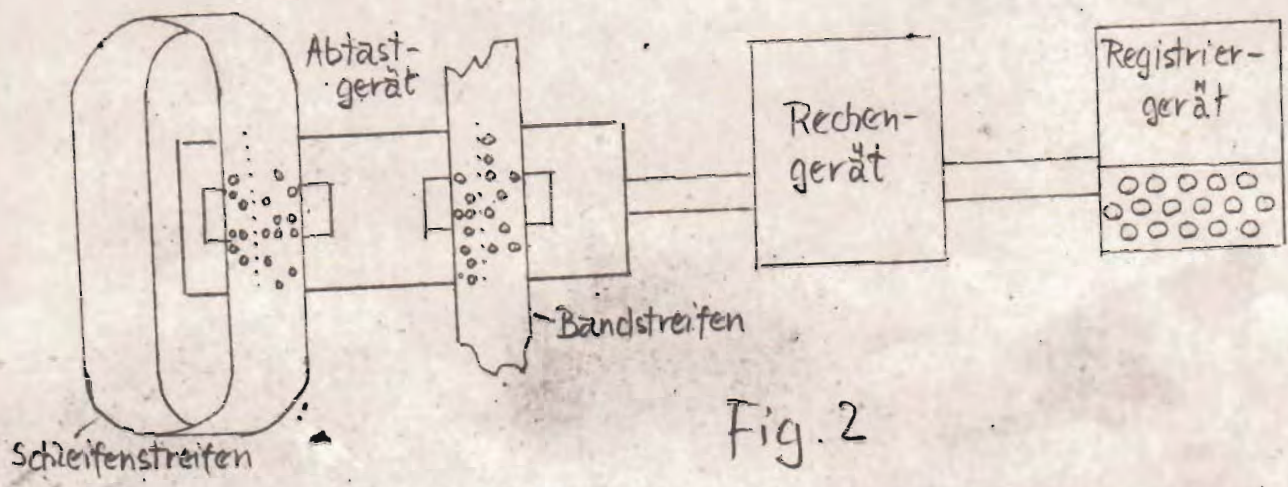 Abtast-
gerät
Rechen-
gerät
Registrier-
gerät
Bandstreifen
Schleifenstreifen
Fig. 2